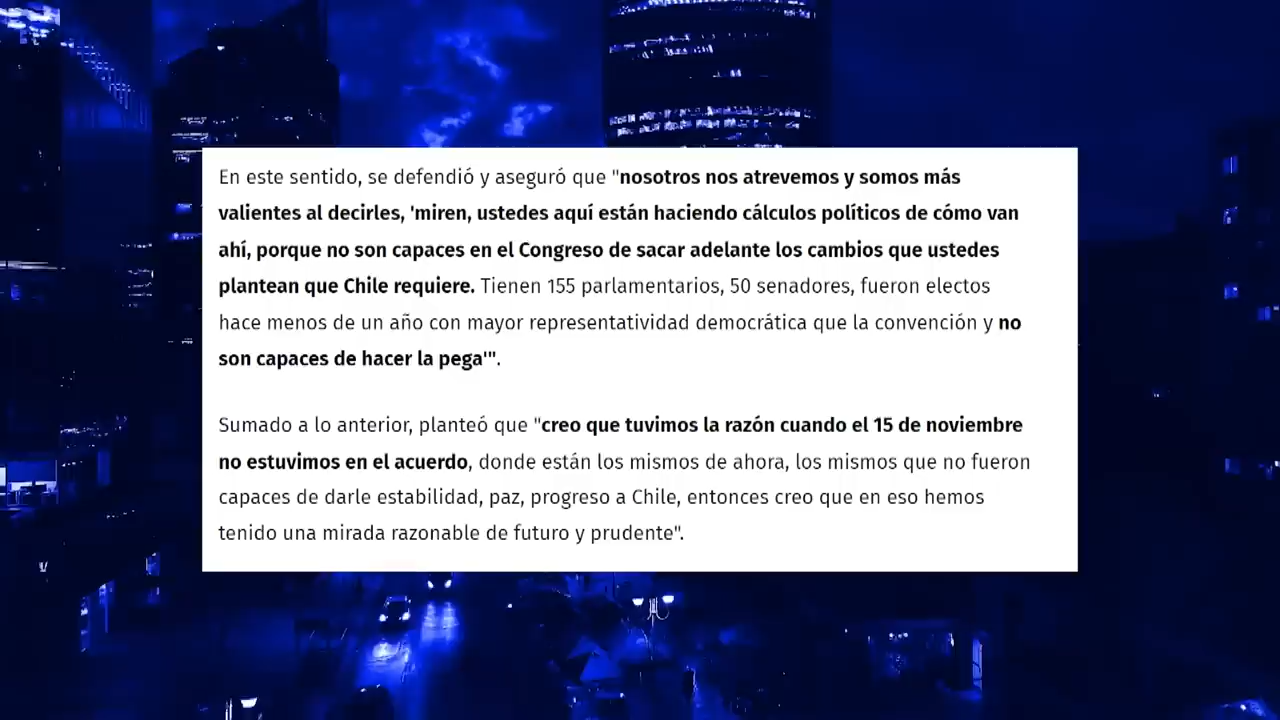 En este sentido, se defendió y aseguró que "nosotros nos atrevemos y somos más
valientes al decirles, 'miren, ustedes aquí están haciendo cálculos políticos de cómo van
ahí, porque no son capaces en el Congreso de sacar adelante los cambios que ustedes
plantean que Chile requiere. Tienen 155 parlamentarios, 50 senadores, fueron electos
hace menos de un año con mayor representatividad democrática que la convención y no
son capaces de hacer la pega'".
Sumado a lo anterior, planteó que "creo que tuvimos la razón cuando el 15 de noviembre
no estuvimos en el acuerdo, donde están los mismos de ahora, los mismos que no fueron
capaces de darle estabilidad, paz, progreso a Chile, entonces creo que en eso hemos
tenido una mirada razonable de futuro y prudente".